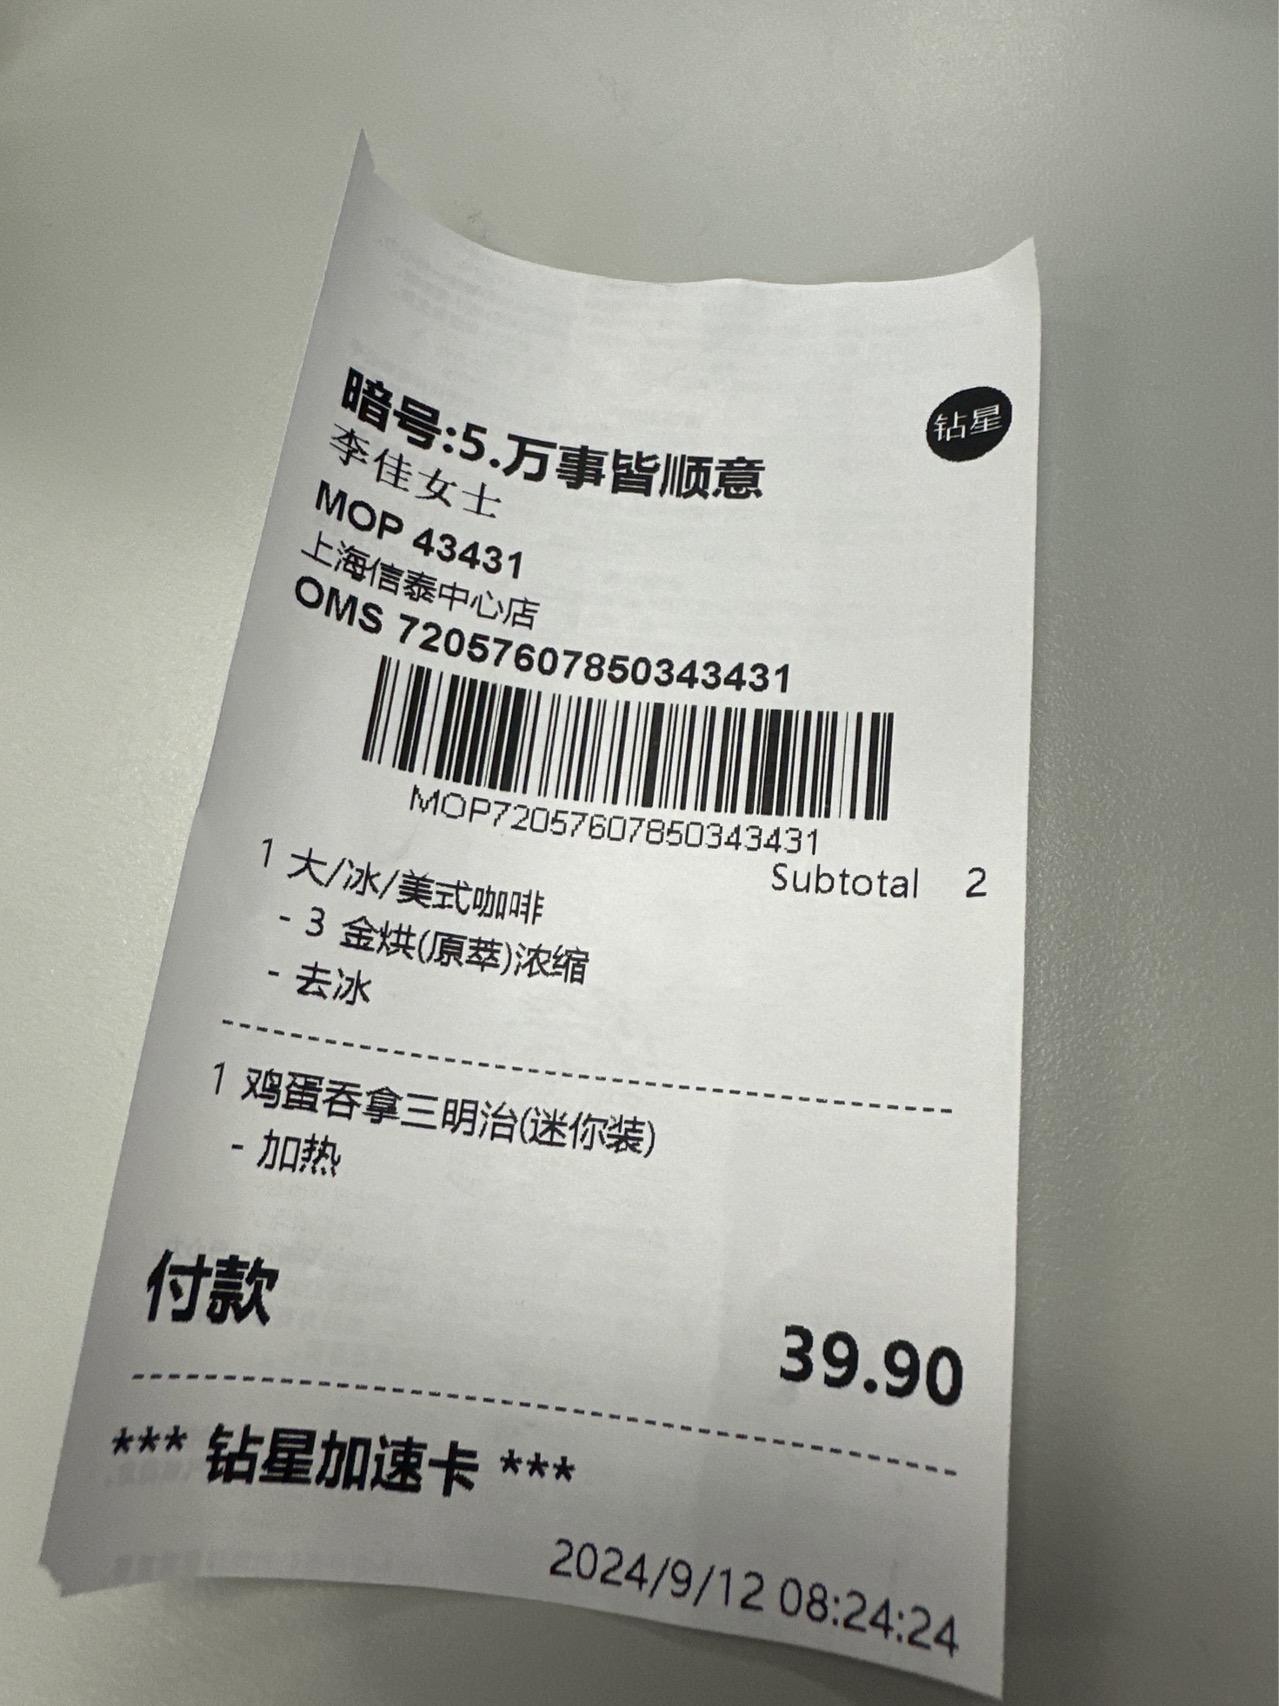 钻星
暗号:5.万事皆顺意
李佳女士
MOP 43431
上海信泰中心店
OMS 72057607850343431
MOP72057607850343431
Subtotal 2
1 大/冰/美式咖啡
- 3 金烘(原萃)浓缩
- 去冰
1 鸡蛋吞拿三明治(迷你装)
- 加热
付款
39.90
*** 钻星加速卡 ***
2024/9/12 08:24:24